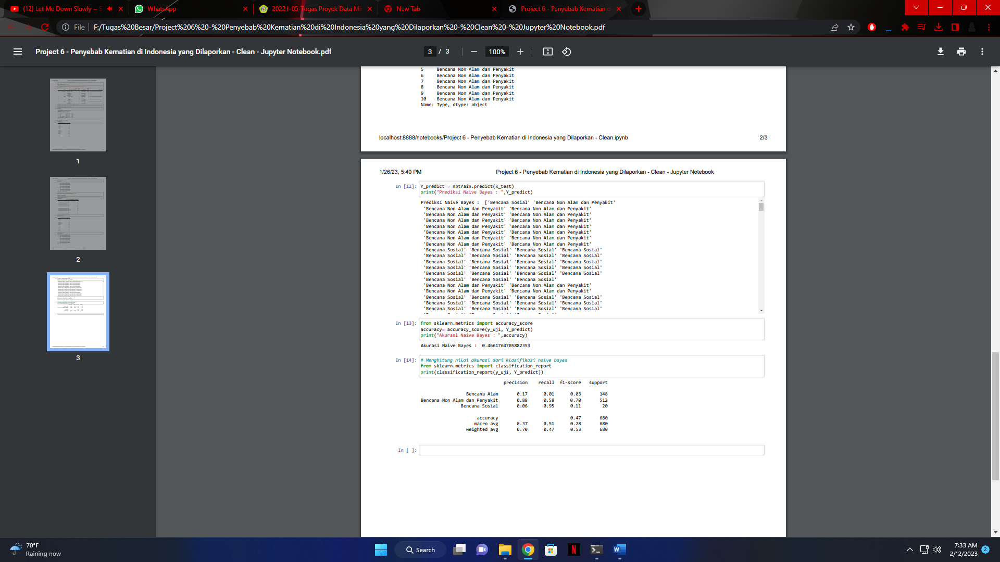 (12) Let Me Down Slowly ~ S
WhatsApp
20221-05-Tugas Proyek Data Mi
New Tab
Project 6 - Penyebab Kematian d
File
F:/Tugas%20Besar/Project%206%20-%20Penyebab%20Kematian%20di%20Indonesia%20yang%20Dilaporkan%20-%20Clean%20-%20Jupyter%20Notebook.pdf
Project 6 - Penyebab Kematian di Indonesia yang Dilaporkan - Clean - Jupyter Notebook.pdf
3 / 3
100%
1
2
3
5 Bencana Non Alam dan Penyakit
6 Bencana Non Alam dan Penyakit
7 Bencana Non Alam dan Penyakit
8 Bencana Non Alam dan Penyakit
9 Bencana Non Alam dan Penyakit
10 Bencana Non Alam dan Penyakit
Name: Type, dtype: object
localhost:8888/notebooks/Project 6 - Penyebab Kematian di Indonesia yang Dilaporkan - Clean.ipynb 2/3
1/26/23, 5:40 PM Project 6 - Penyebab Kematian di Indonesia yang Dilaporkan - Clean - Jupyter Notebook
In [12]: Y_predict = nbtrain.predict(x_test)
print("Prediksi Naive Bayes : ",Y_predict)
Prediksi Naive Bayes : ['Bencana Sosial' 'Bencana Non Alam dan Penyakit'
'Bencana Non Alam dan Penyakit' 'Bencana Non Alam dan Penyakit'
'Bencana Non Alam dan Penyakit' 'Bencana Non Alam dan Penyakit'
'Bencana Non Alam dan Penyakit' 'Bencana Non Alam dan Penyakit'
'Bencana Non Alam dan Penyakit' 'Bencana Non Alam dan Penyakit'
'Bencana Non Alam dan Penyakit' 'Bencana Non Alam dan Penyakit'
'Bencana Non Alam dan Penyakit' 'Bencana Non Alam dan Penyakit'
'Bencana Non Alam dan Penyakit' 'Bencana Non Alam dan Penyakit'
'Bencana Sosial' 'Bencana Sosial' 'Bencana Sosial' 'Bencana Sosial'
'Bencana Sosial' 'Bencana Sosial' 'Bencana Sosial' 'Bencana Sosial'
'Bencana Sosial' 'Bencana Sosial' 'Bencana Sosial' 'Bencana Sosial'
'Bencana Sosial' 'Bencana Sosial' 'Bencana Sosial' 'Bencana Sosial'
'Bencana Sosial' 'Bencana Sosial' 'Bencana Sosial' 'Bencana Sosial'
'Bencana Sosial' 'Bencana Sosial' 'Bencana Sosial'
'Bencana Non Alam dan Penyakit' 'Bencana Non Alam dan Penyakit'
'Bencana Non Alam dan Penyakit' 'Bencana Non Alam dan Penyakit'
'Bencana Sosial' 'Bencana Sosial' 'Bencana Sosial' 'Bencana Sosial'
'Bencana Sosial' 'Bencana Sosial' 'Bencana Sosial' 'Bencana Sosial'
'Bencana Sosial' 'Bencana Sosial' 'Bencana Sosial' 'Bencana Sosial'
In [13]: from sklearn.metrics import accuracy_score
accuracy= accuracy_score(y_uji, Y_predict)
print("Akurasi Naive Bayes : ",accuracy)
Akurasi Naive Bayes : 0.4661764705882353
In [14]: # Menghitung nilai akurasi dari klasifikasi naive bayes
from sklearn.metrics import classification_report
print(classification_report(y_uji, Y_predict))
precision recall f1-score support
Bencana Alam 0.17 0.01 0.03 148
Bencana Non Alam dan Penyakit 0.88 0.58 0.70 512
Bencana Sosial 0.06 0.95 0.11 20
accuracy 0.47 680
macro avg 0.37 0.51 0.28 680
weighted avg 0.70 0.47 0.53 680
In [ ]:
70°F
Raining now
Search
7:33 AM
2/12/2023
2